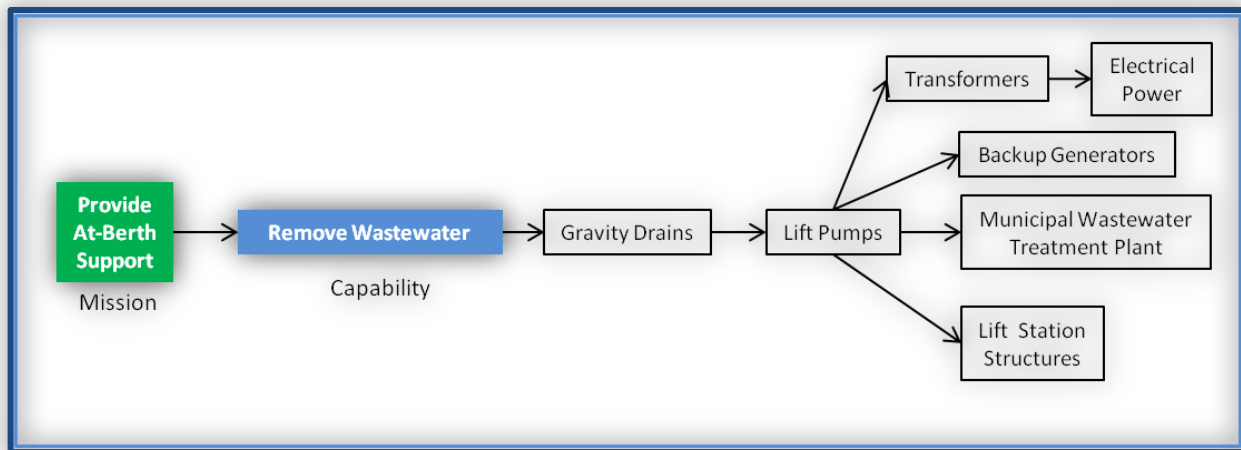 Provide
At-Berth
Support
Mission
Remove Wastewater
Capability
Gravity Drains
Lift Pumps
Transformers
Electrical
Power
Backup Generators
Municipal Wastewater
Treatment Plant
Lift Station
Structures